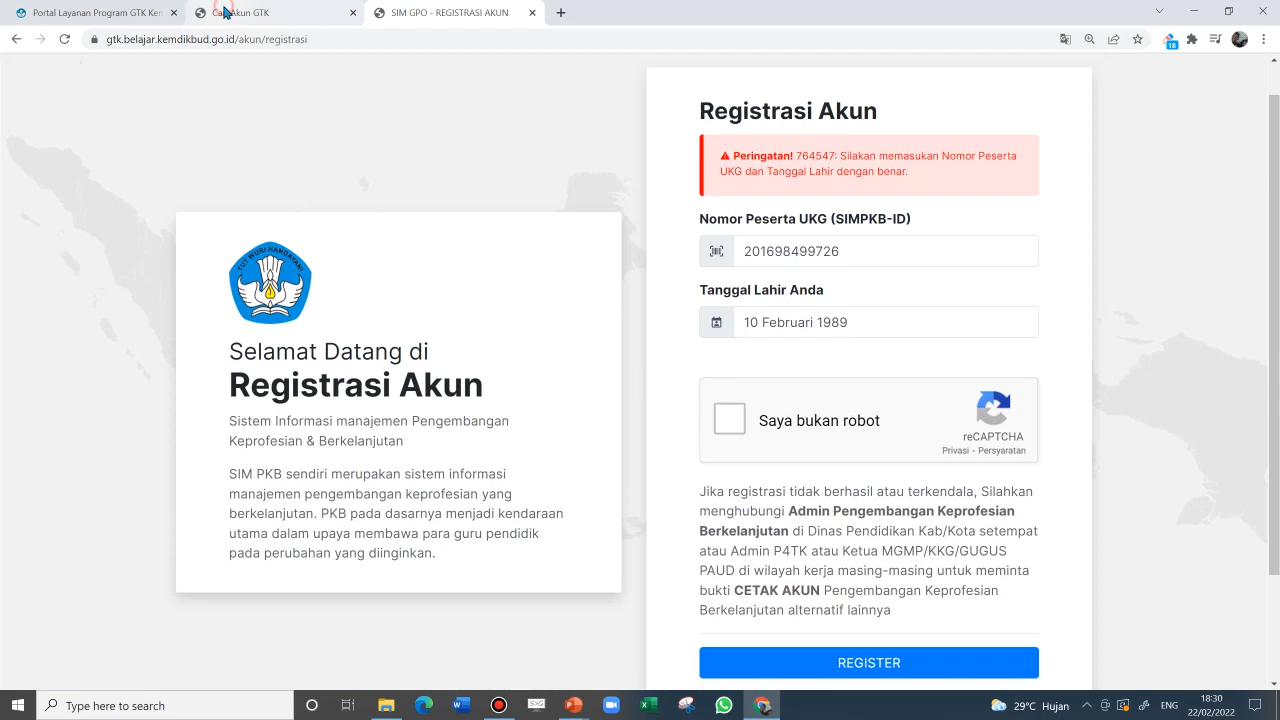 Portal Layanan Program GTK Ken
Akun GTK
SIM GPO - REGISTRASI AKUN
gtk.belajar.kemdikbud.go.id/akun/registrasi
18
Registrasi Akun
Peringatan! 764547: Silakan memasukan Nomor Peserta
UKG dan Tanggal Lahir dengan benar.
Nomor Peserta UKG (SIMPKB-ID)
201698499726
Tanggal Lahir Anda
10 Februari 1989
Saya bukan robot
reCAPTCHA
Privasi - Persyaratan
Jika registrasi tidak berhasil atau terkendala, Silahkan
menghubungi Admin Pengembangan Keprofesian
Berkelanjutan di Dinas Pendidikan Kab/Kota setempat
atau Admin P4TK atau Ketua MGMP/KKG/GUGUS
PAUD di wilayah kerja masing-masing untuk meminta
bukti CETAK AKUN Pengembangan Keprofesian
Berkelanjutan alternatif lainnya
REGISTER
TUT WURI HANDAYANI
Selamat Datang di
Registrasi Akun
Sistem Informasi manajemen Pengembangan
Keprofesian & Berkelanjutan
SIM PKB sendiri merupakan sistem informasi
manajemen pengembangan keprofesian yang
berkelanjutan. PKB pada dasarnya menjadi kendaraan
utama dalam upaya membawa para guru pendidik
pada perubahan yang diinginkan.
Type here to search
29°C Hujan
ENG
18:30
22/02/2022